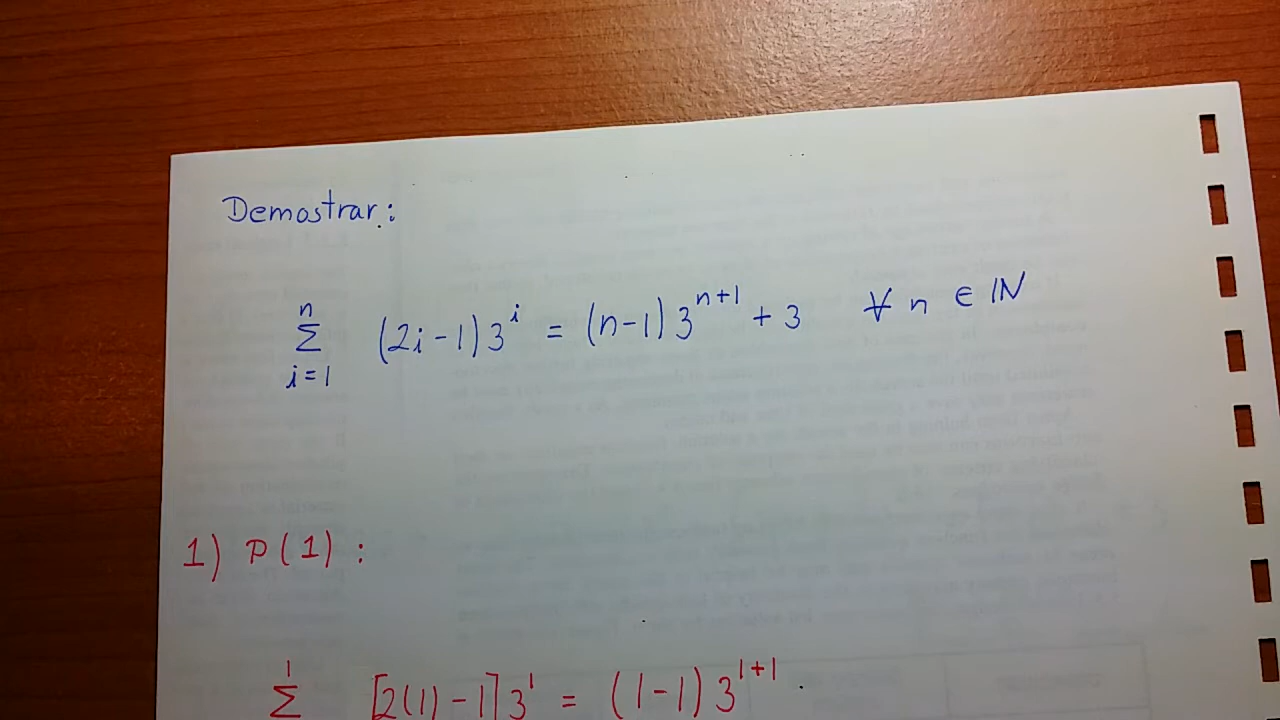 Demostrar:
n
Σ (2i-1)3^i = (n-1)3^{n+1} + 3 ∀ n ∈ ℕ
i=1
1) P(1):
1
Σ [2(1)-1]3^1 = (1-1)3^{1+1}